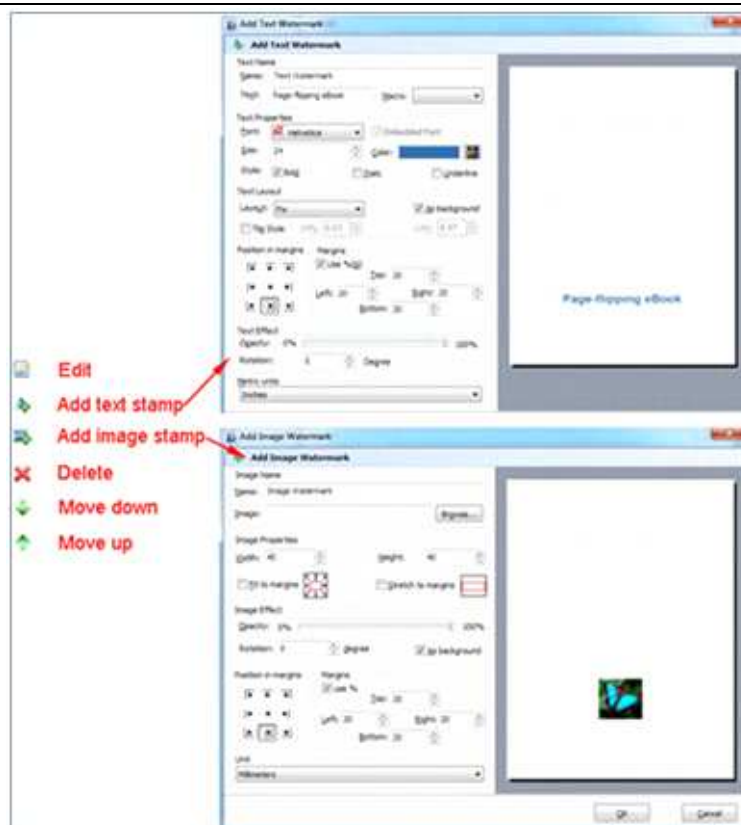 Add Text Watermark
Add Text Watermark
Text Name
Name: Text Watermark
Text: Page-flipping eBook Macro:
Text Properties
Font: Helvetica Embedded Font
Size: 24 Color:
Style: Bold Italic Underline
Text Layout
Layout: As background
Position in margins Margins
Use %
Top: 20
Left: 20 Right: 20
Bottom: 20
Page-flipping eBook
Text Effect
Opacity: 0% 100%
Rotation: 0 Degree
Metric units
Inches
Edit
Add text stamp
Add image stamp
Delete
Move down
Move up
Add Image Watermark
Add Image Watermark
Image Name
Name: Image Watermark
Image: Browse...
Image Properties
Width: 40 Height: 40
Fit to margins Stretch to margins
Image Effect
Opacity: 0% 100%
Rotation: 0 degree As background
Position in margins Margins
Use %
Top: 20
Left: 20 Right: 20
Bottom: 20
Unit
Millimeters
OK Cancel